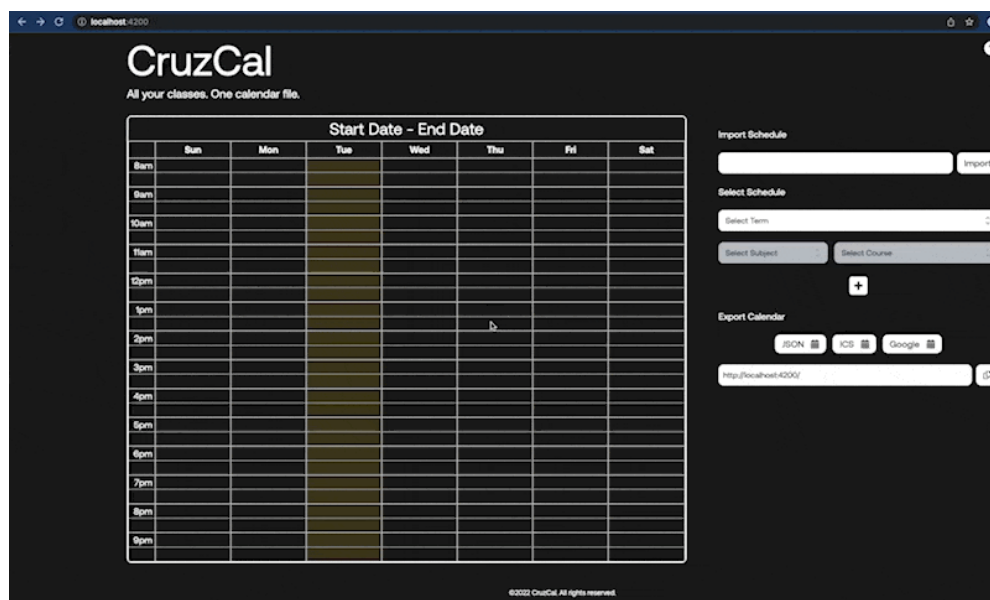 localhost:4200
CruzCal
All your classes. One calendar file.
Start Date - End Date
Sun Mon Tue Wed Thu Fri Sat
8am
9am
10am
11am
12pm
1pm
2pm
3pm
4pm
5pm
6pm
7pm
8pm
9pm
Import Schedule
Import
Select Schedule
Select Term
Select Subject Select Course
+
Export Calendar
JSON ICS Google
http://localhost:4200/
©2022 CruzCal. All rights reserved.